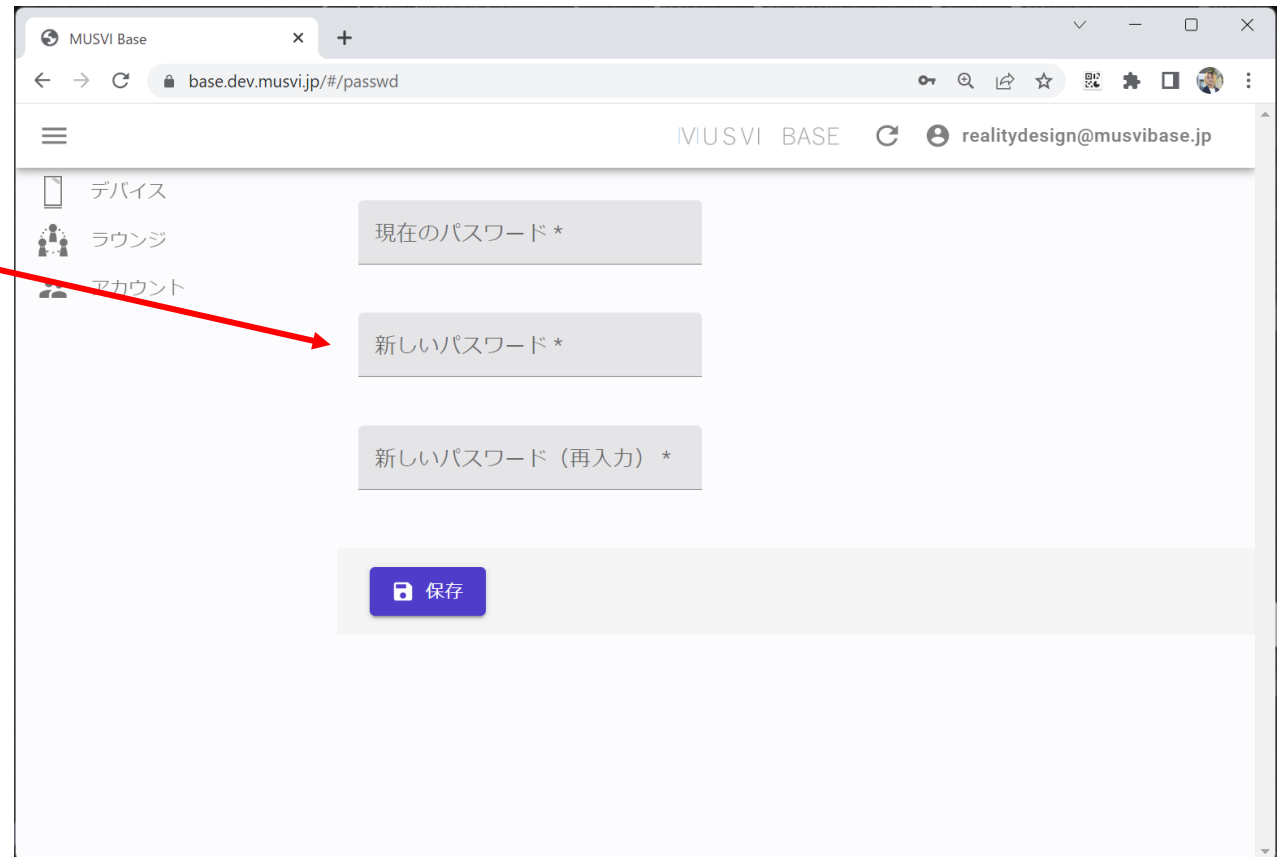 MUSVI Base
base.dev.musvi.jp/#/passwd
MUSVI BASE
realitydesign@musvibase.jp
デバイス
ラウンジ
アカウント
現在のパスワード *
新しいパスワード *
新しいパスワード（再入力） *
保存